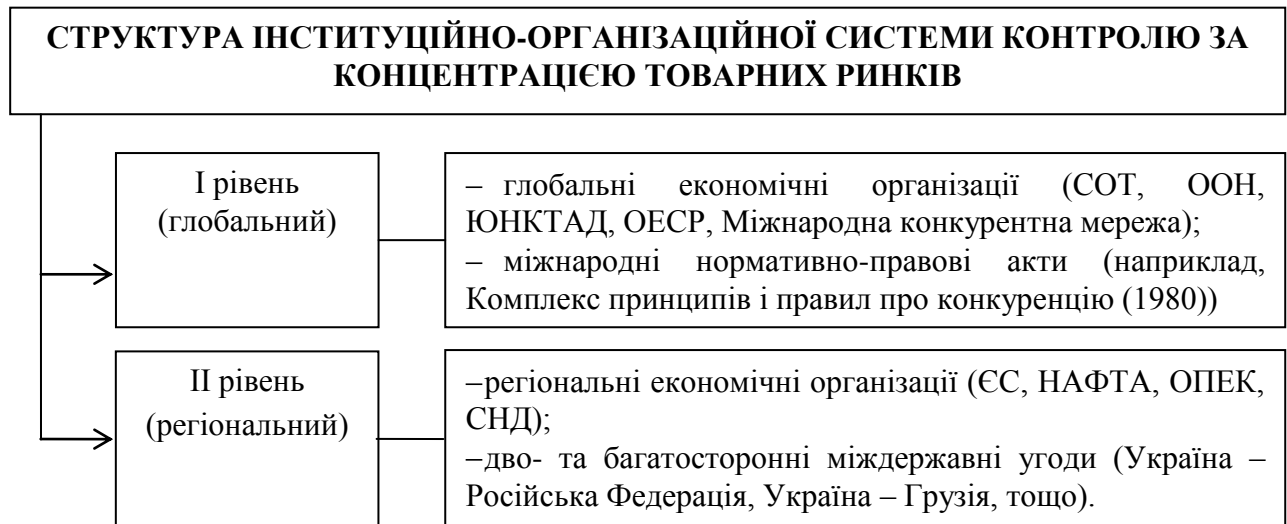 СТРУКТУРА ІНСТИТУЦІЙНО-ОРГАНІЗАЦІЙНОЇ СИСТЕМИ КОНТРОЛЮ ЗА
КОНЦЕНТРАЦІЄЮ ТОВАРНИХ РИНКІВ
І рівень
(глобальний)
– глобальні економічні організації (СОТ, ООН,
ЮНКТАД, ОЕСР, Міжнародна конкурентна мережа);
– міжнародні нормативно-правові акти (наприклад,
Комплекс принципів і правил про конкуренцію (1980))
ІІ рівень
(регіональний)
–регіональні економічні організації (ЄС, НАФТА, ОПЕК,
СНД);
–дво- та багатосторонні міждержавні угоди (Україна –
Російська Федерація, Україна – Грузія, тощо).